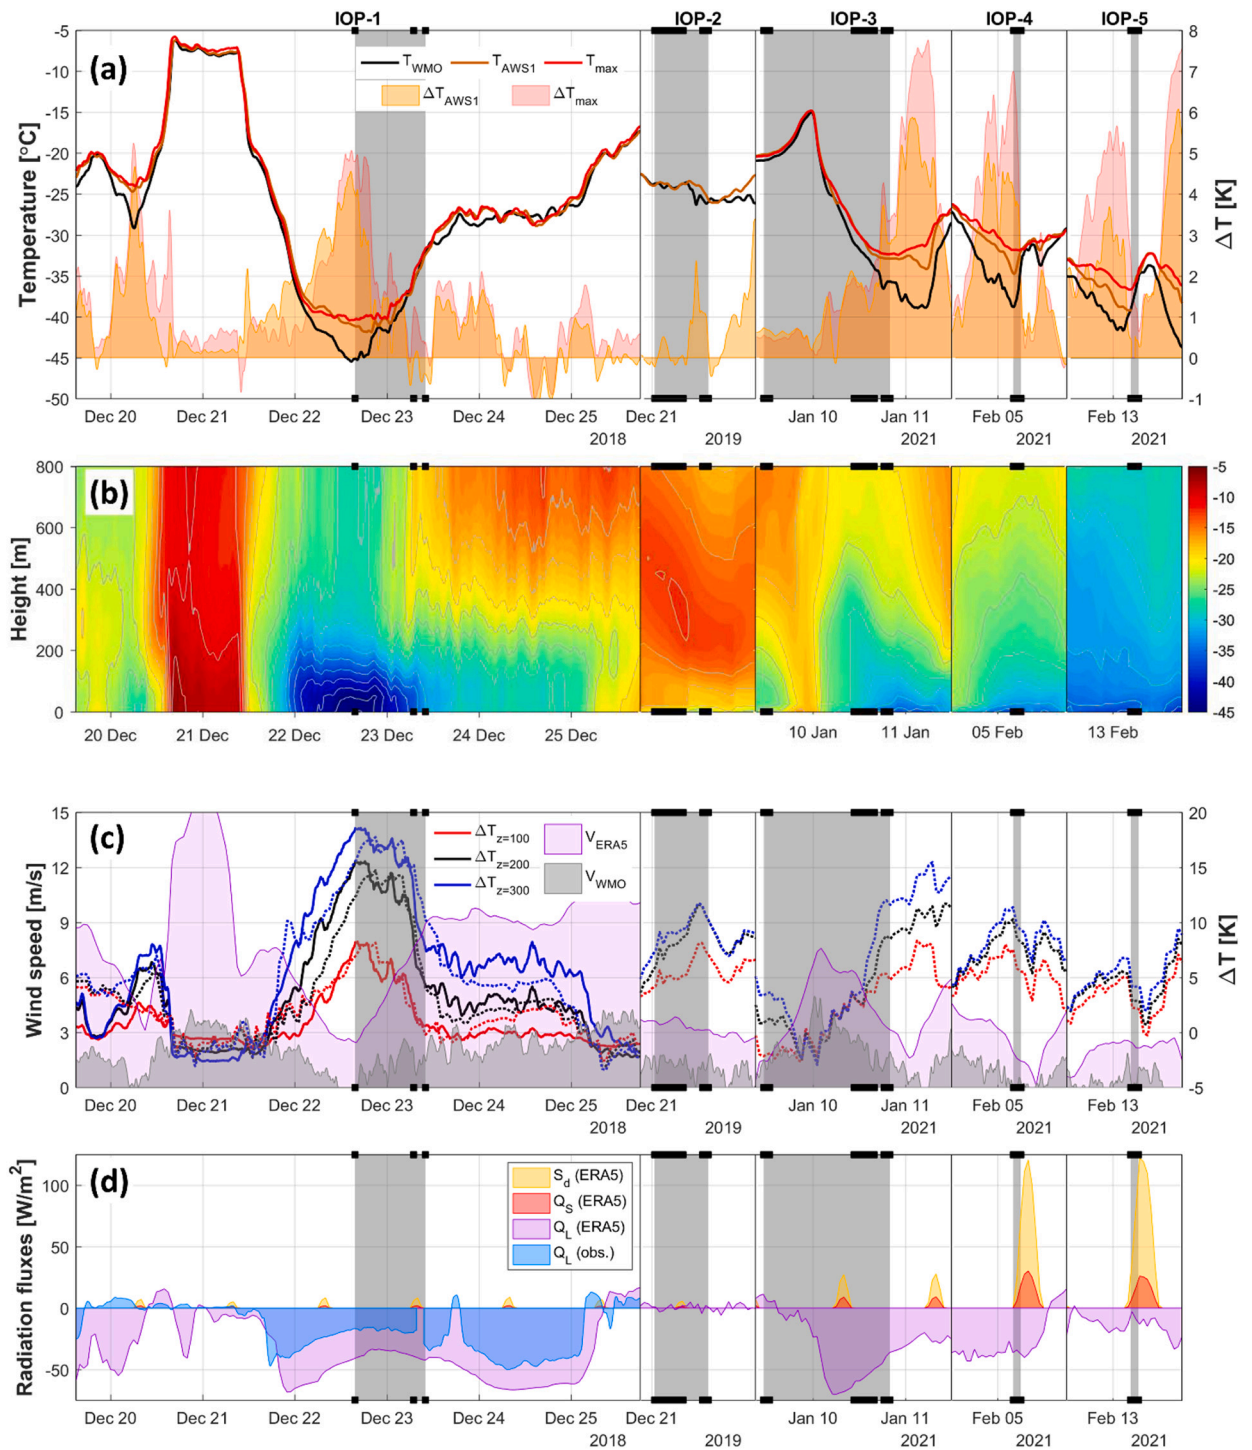 IOP-1 IOP-2 IOP-3 IOP-4 IOP-5
(a)
Temperature [°C]
-5
-10
-15
-20
-25
-30
-35
-40
-45
-50
T_WMO T_AWS1 T_max
ΔT_AWS1 ΔT_max
8
7
6
5
4
3
2
1
0
-1
ΔT [K]
Dec 20 Dec 21 Dec 22 Dec 23 Dec 24 Dec 25 Dec 21 Jan 10 Jan 11 Feb 05 Feb 13
2018 2019 2021 2021 2021
(b)
Height [m]
800
600
400
200
0
-5
-10
-15
-20
-25
-30
-35
-40
-45
20 Dec 21 Dec 22 Dec 23 Dec 24 Dec 25 Dec 10 Jan 11 Jan 05 Feb 13 Feb
(c)
Wind speed [m/s]
15
12
9
6
3
0
ΔT_z=100 V_ERA5
ΔT_z=200 V_WMO
ΔT_z=300
20
15
10
5
0
-5
ΔT [K]
Dec 20 Dec 21 Dec 22 Dec 23 Dec 24 Dec 25 Dec 21 Jan 10 Jan 11 Feb 05 Feb 13
2018 2019 2021 2021 2021
(d)
Radiation fluxes [W/m²]
100
50
0
-50
S_d (ERA5)
Q_S (ERA5)
Q_L (ERA5)
Q_L (obs.)
Dec 20 Dec 21 Dec 22 Dec 23 Dec 24 Dec 25 Dec 21 Jan 10 Jan 11 Feb 05 Feb 13
2018 2019 2021 2021 2021